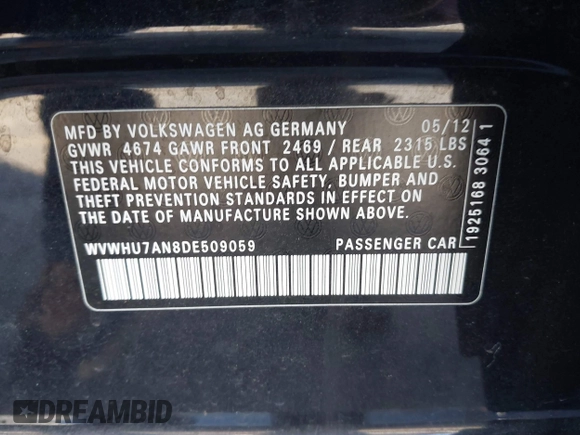 MFD BY VOLKSWAGEN AG GERMANY 05/12
GVWR 4674 GAWR FRONT 2469 / REAR 2315 LBS
THIS VEHICLE CONFORMS TO ALL APPLICABLE U.S.
FEDERAL MOTOR VEHICLE SAFETY, BUMPER AND
THEFT PREVENTION STANDARDS IN EFFECT ON
THE DATE OF MANUFACTURE SHOWN ABOVE.
WVWHU7AN8DE509059 PASSENGER CAR
1925168 3064 1
DREAMBID